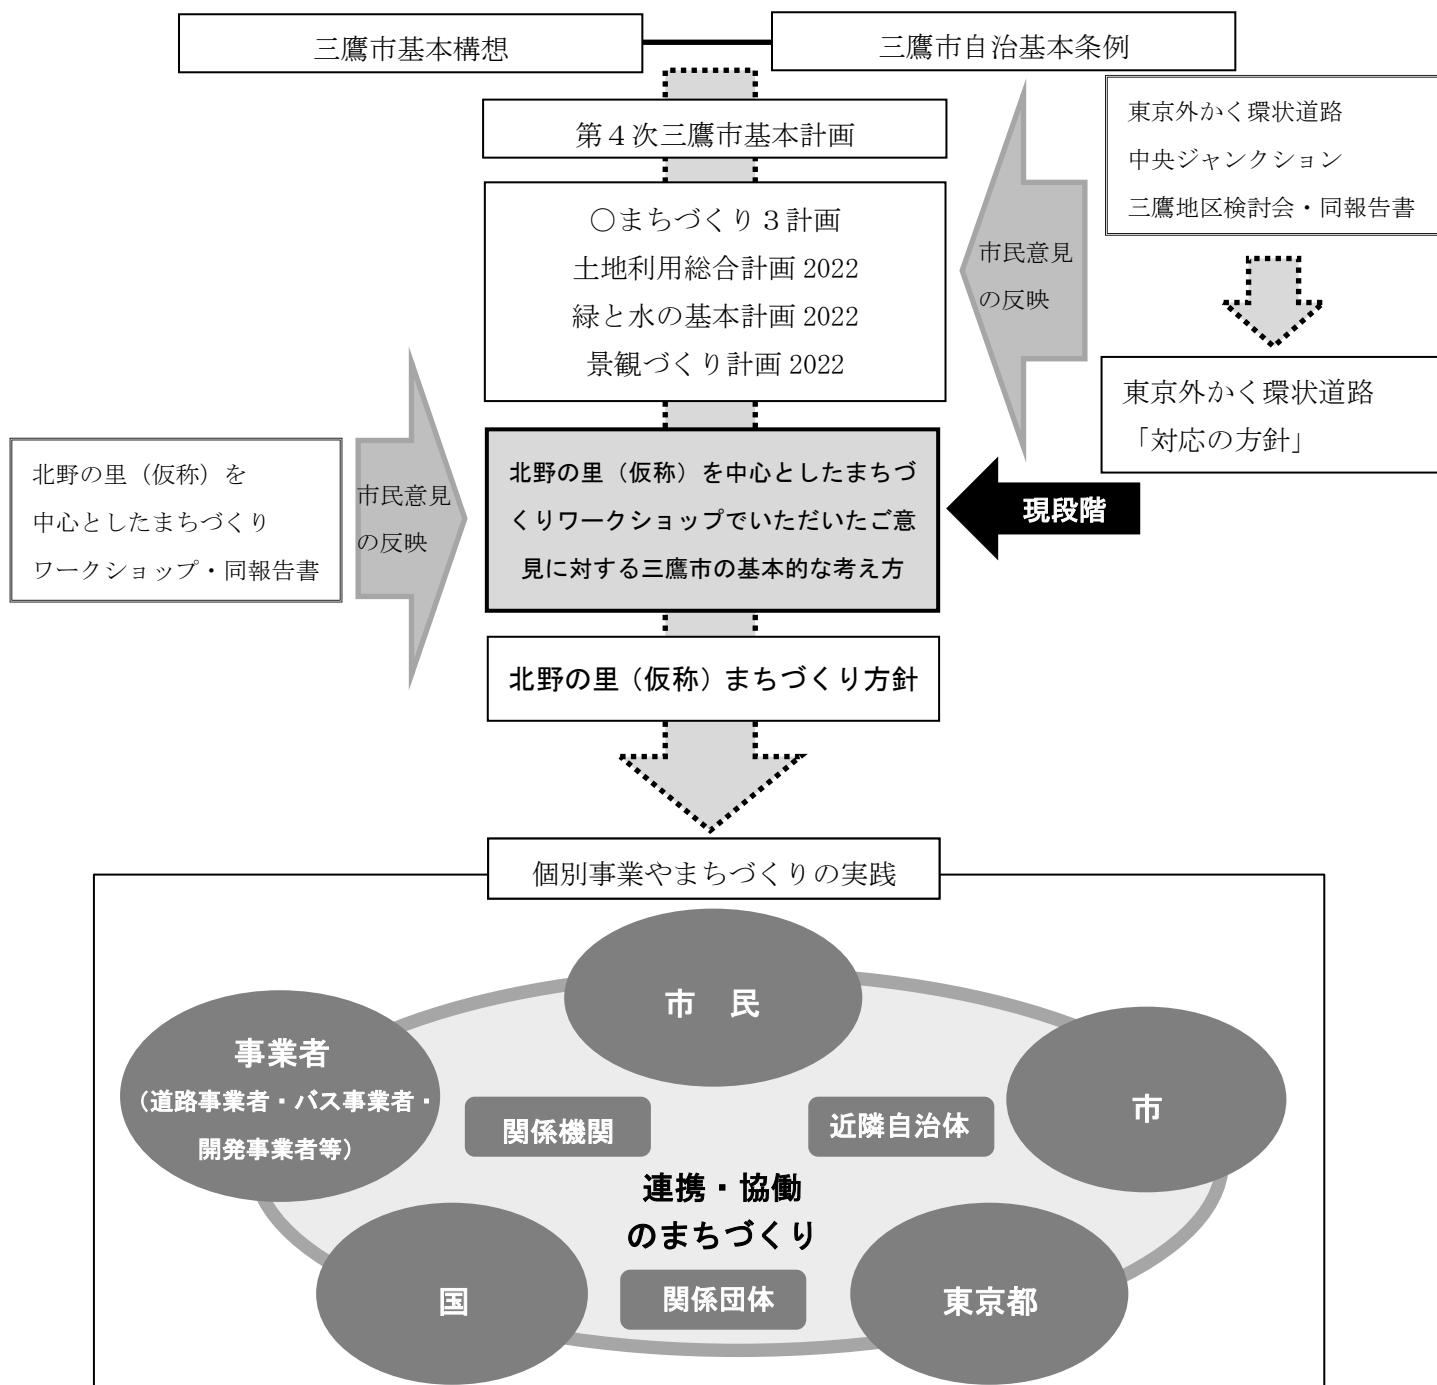 三鷹市基本構想
三鷹市自治基本条例
第４次三鷹市基本計画
東京外かく環状道路
中央ジャンクション
三鷹地区検討会・同報告書
○まちづくり３計画
土地利用総合計画 2022
緑と水の基本計画 2022
景観づくり計画 2022
市民意見
の反映
東京外かく環状道路
「対応の方針」
北野の里（仮称）を
中心としたまちづくり
ワークショップ・同報告書
市民意見
の反映
北野の里（仮称）を中心としたまちづ
くりワークショップでいただいたご意
見に対する三鷹市の基本的な考え方
現段階
北野の里（仮称）まちづくり方針
個別事業やまちづくりの実践
市　民
事業者
（道路事業者・バス事業者・
開発事業者等）
市
関係機関
近隣自治体
連携・協働
のまちづくり
国
関係団体
東京都